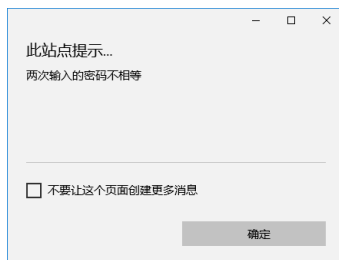 此站点提示...
两次输入的密码不相等
不要让这个页面创建更多消息
确定